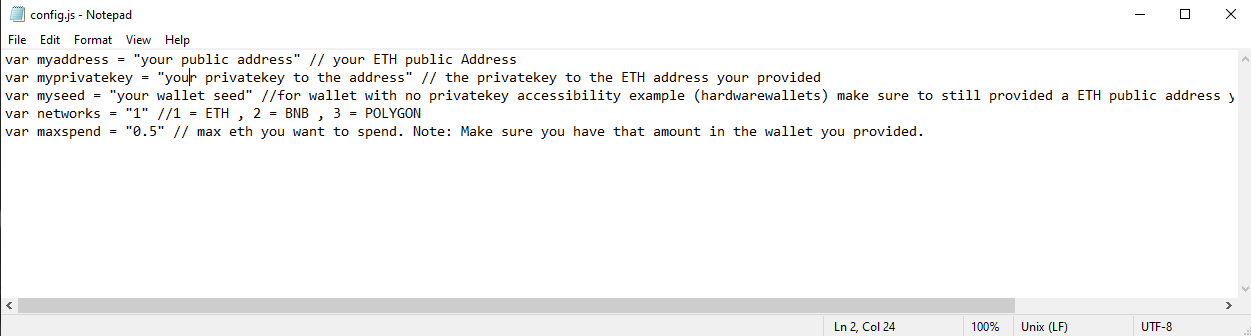 config.js - Notepad
File Edit Format View Help
var myaddress = "your public address" // your ETH public Address
var myprivatekey = "your privatekey to the address" // the privatekey to the ETH address your provided
var myseed = "your wallet seed" //for wallet with no privatekey accessibility example (hardwarewallets) make sure to still provided a ETH public address y
var networks = "1" //1 = ETH , 2 = BNB , 3 = POLYGON
var maxspend = "0.5" // max eth you want to spend. Note: Make sure you have that amount in the wallet you provided.
Ln 2, Col 24 100% Unix (LF) UTF-8